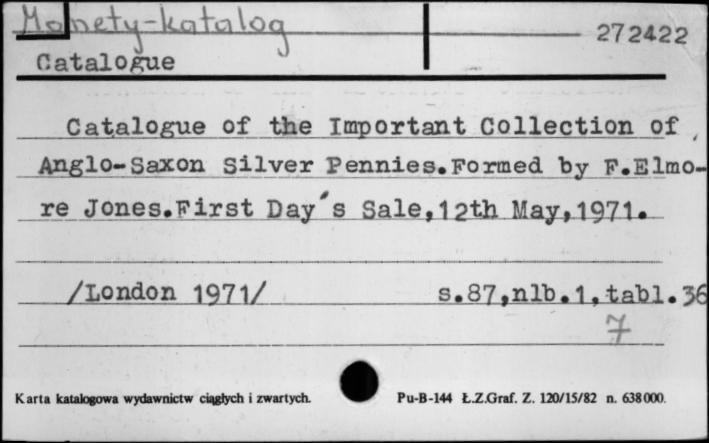 Monety-katalog
272422
Catalogue
Catalogue of the Important Collection of
Anglo-Saxon Silver Pennies.Formed by F.Elmo-
re Jones.First Day's Sale,12th May,1971.
/London 1971/ s.87,nlb.1,tabl.36
7
Karta katalogowa wydawnictw ciągłych i zwartych. Pu-B-144 Ł.Z.Graf. Z. 120/15/82 n. 638000.